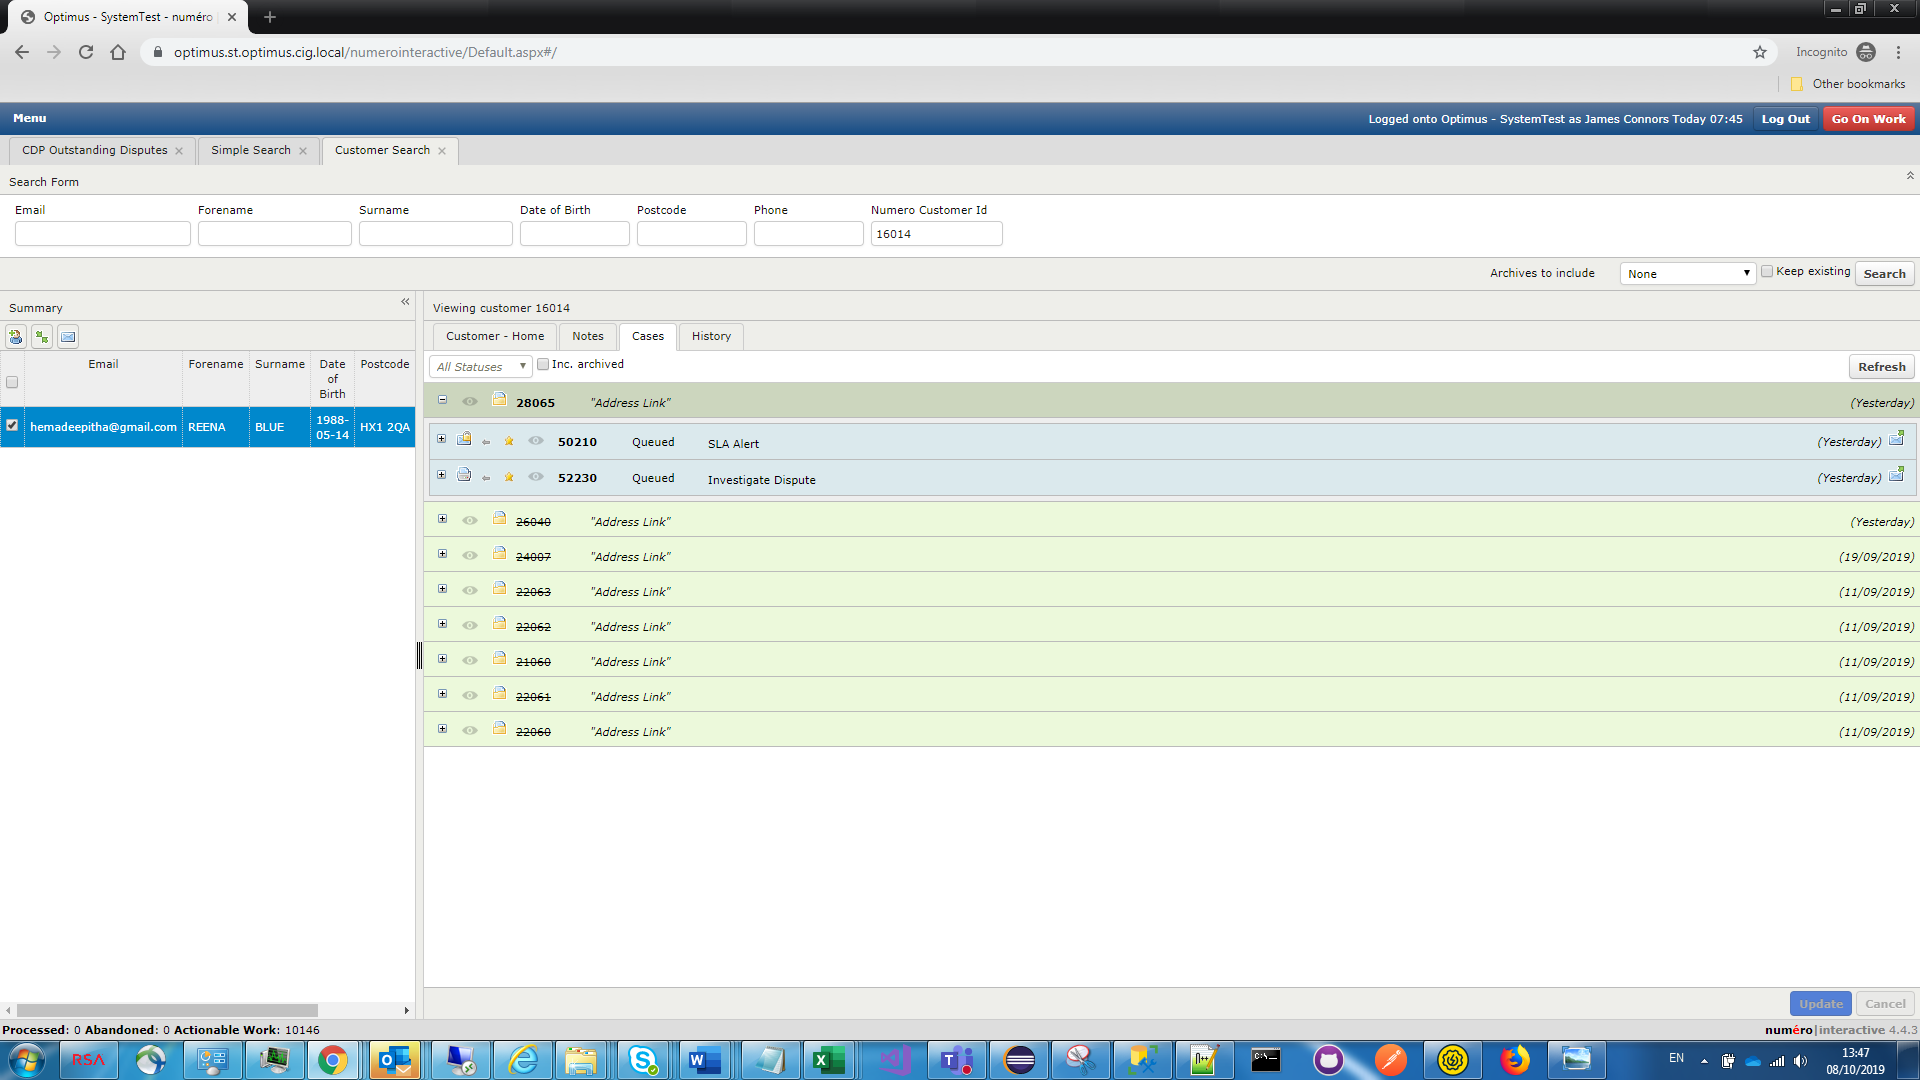 Optimus - SystemTest - numéro
optimus.st.optimus.cig.local/numerointeractive/Default.aspx#/
Incognito
Other bookmarks
Menu
Logged onto Optimus - SystemTest as James Connors Today 07:45
Log Out
Go On Work
CDP Outstanding Disputes
Simple Search
Customer Search
Search Form
Email Forename Surname Date of Birth Postcode Phone Numero Customer Id
16014
Archives to include None Keep existing Search
Summary
Viewing customer 16014
Customer - Home Notes Cases History
All Statuses Inc. archived Refresh
Email Forename Surname Date of Birth Postcode
hemadeepitha@gmail.com REENA BLUE 1988-05-14 HX1 2QA
28065 "Address Link" (Yesterday)
50210 Queued SLA Alert (Yesterday)
52230 Queued Investigate Dispute (Yesterday)
26040 "Address Link" (Yesterday)
24007 "Address Link" (19/09/2019)
22063 "Address Link" (11/09/2019)
22062 "Address Link" (11/09/2019)
21060 "Address Link" (11/09/2019)
22061 "Address Link" (11/09/2019)
22060 "Address Link" (11/09/2019)
Update Cancel
Processed: 0 Abandoned: 0 Actionable Work: 10146
numéro|interactive 4.4.3
RSA
EN
13:47
08/10/2019